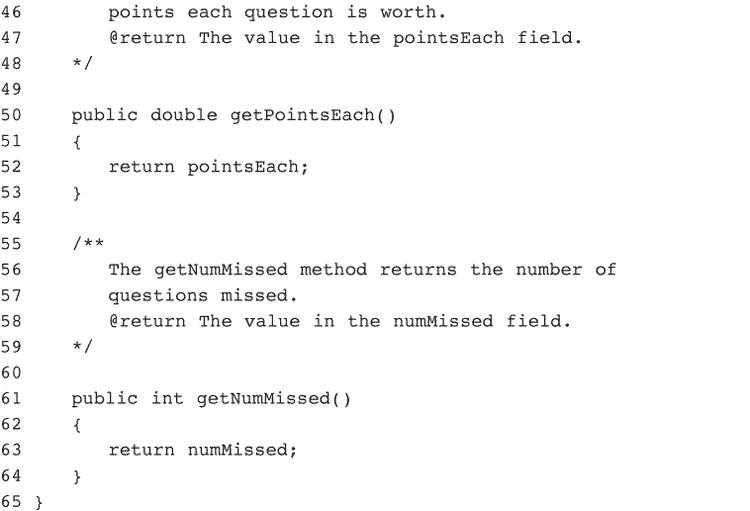 46 points each question is worth.
47 @return The value in the pointsEach field.
48 */
49
50 public double getPointsEach()
51 {
52 return pointsEach;
53 }
54
55 /**
56 The getNumMissed method returns the number of
57 questions missed.
58 @return The value in the numMissed field.
59 */
60
61 public int getNumMissed()
62 {
63 return numMissed;
64 }
65 }